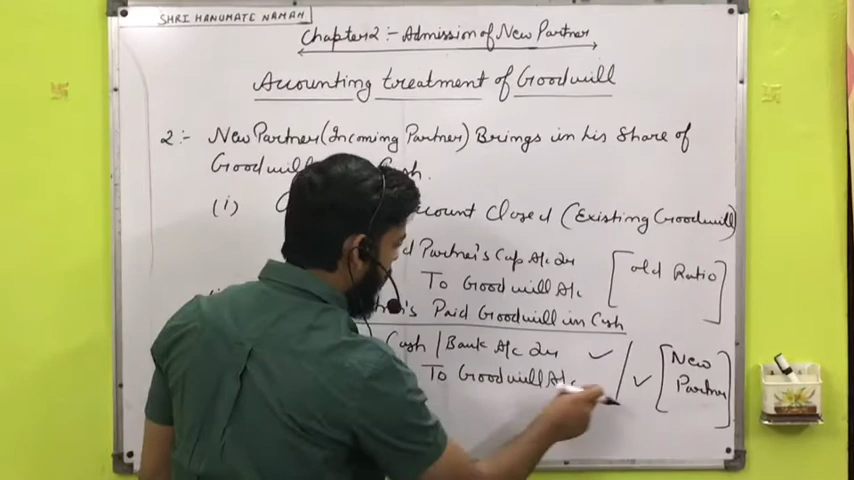 SHRI HANUMATE NAMAH
Chapter 2 :- Admission of New Partner
Accounting treatment of Goodwill
2:- New Partner (Incoming Partner) Brings in his Share of
Goodwill Cash.
(i) account Closed (Existing Goodwill)
Partner's Cap A/c Dr
To Goodwill A/c [old Ratio]
Paid Goodwill in Cash
Cash / Bank A/c Dr ✓ / ✓ [New
To Goodwill A/c Partner]